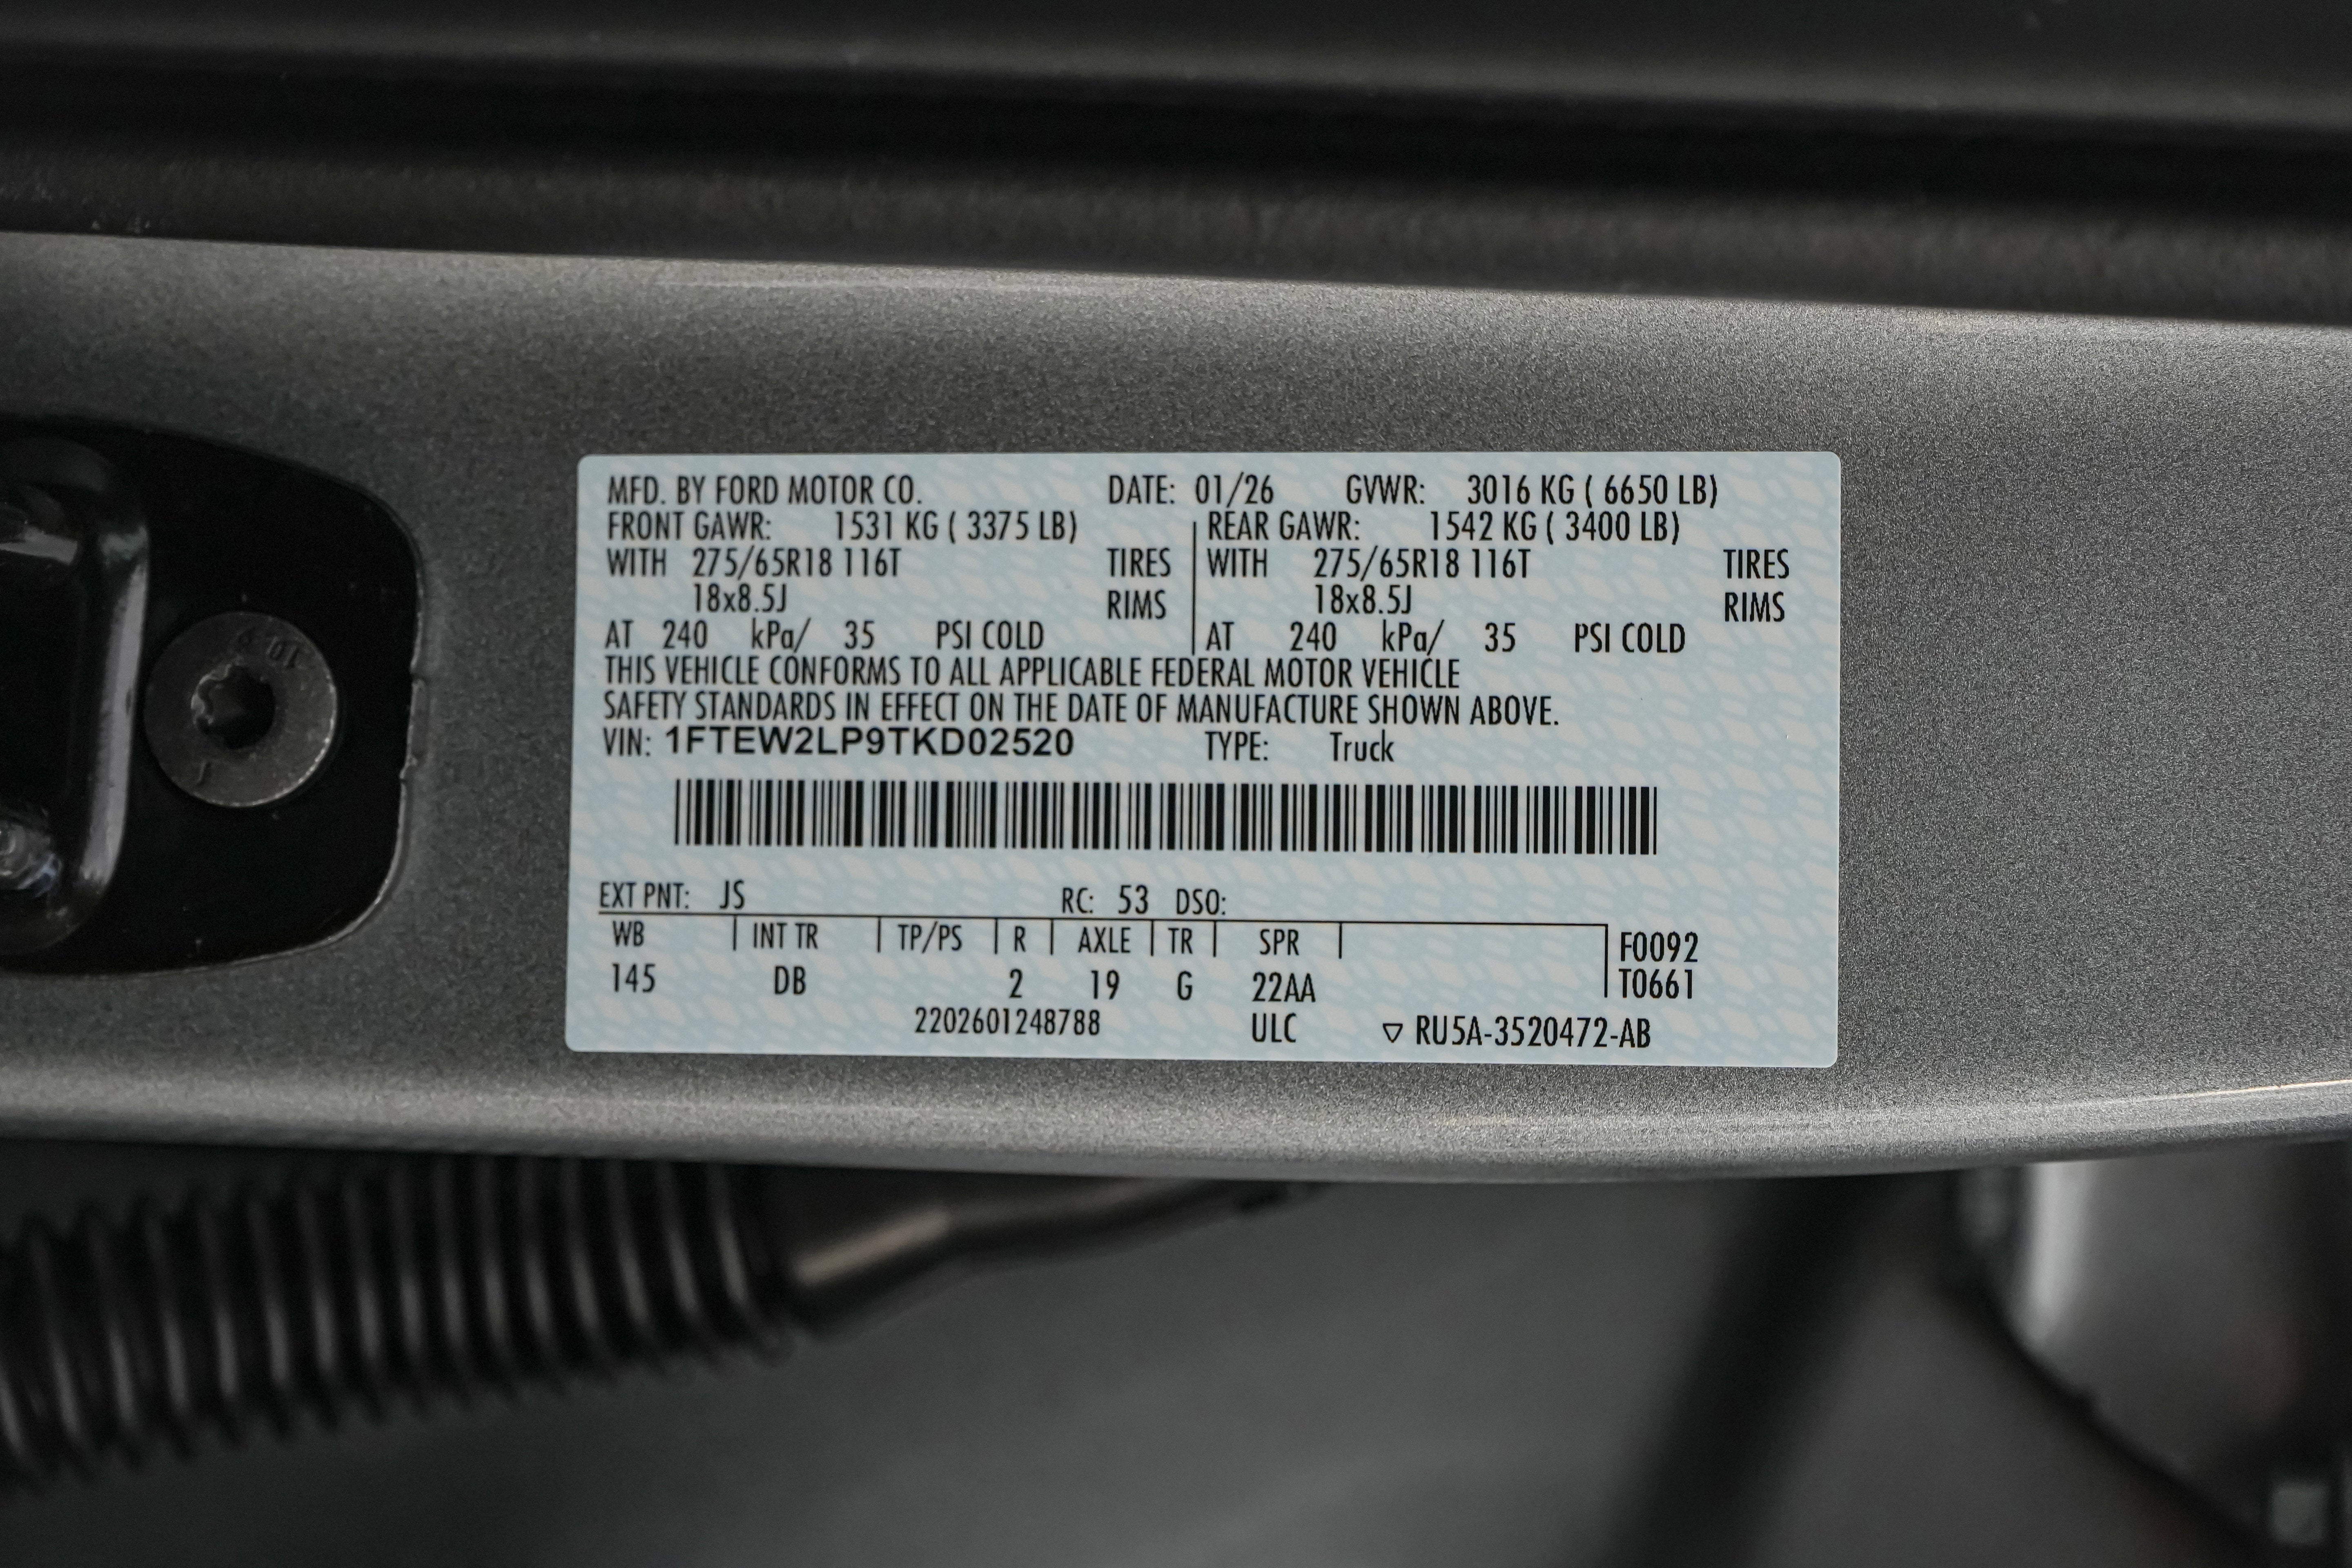 MFD. BY FORD MOTOR CO. DATE: 01/26 GVWR: 3016 KG ( 6650 LB)
FRONT GAWR: 1531 KG ( 3375 LB) REAR GAWR: 1542 KG ( 3400 LB)
WITH 275/65R18 116T TIRES WITH 275/65R18 116T TIRES
18x8.5J RIMS 18x8.5J RIMS
AT 240 kPa/ 35 PSI COLD AT 240 kPa/ 35 PSI COLD
THIS VEHICLE CONFORMS TO ALL APPLICABLE FEDERAL MOTOR VEHICLE
SAFETY STANDARDS IN EFFECT ON THE DATE OF MANUFACTURE SHOWN ABOVE.
VIN: 1FTEW2LP9TKD02520 TYPE: Truck
EXT PNT: JS RC: 53 DSO:
WB INT TR TP/PS R AXLE TR SPR F0092
145 DB 2 19 G 22AA T0661
2202601248788 ULC ▽ RU5A-3520472-AB